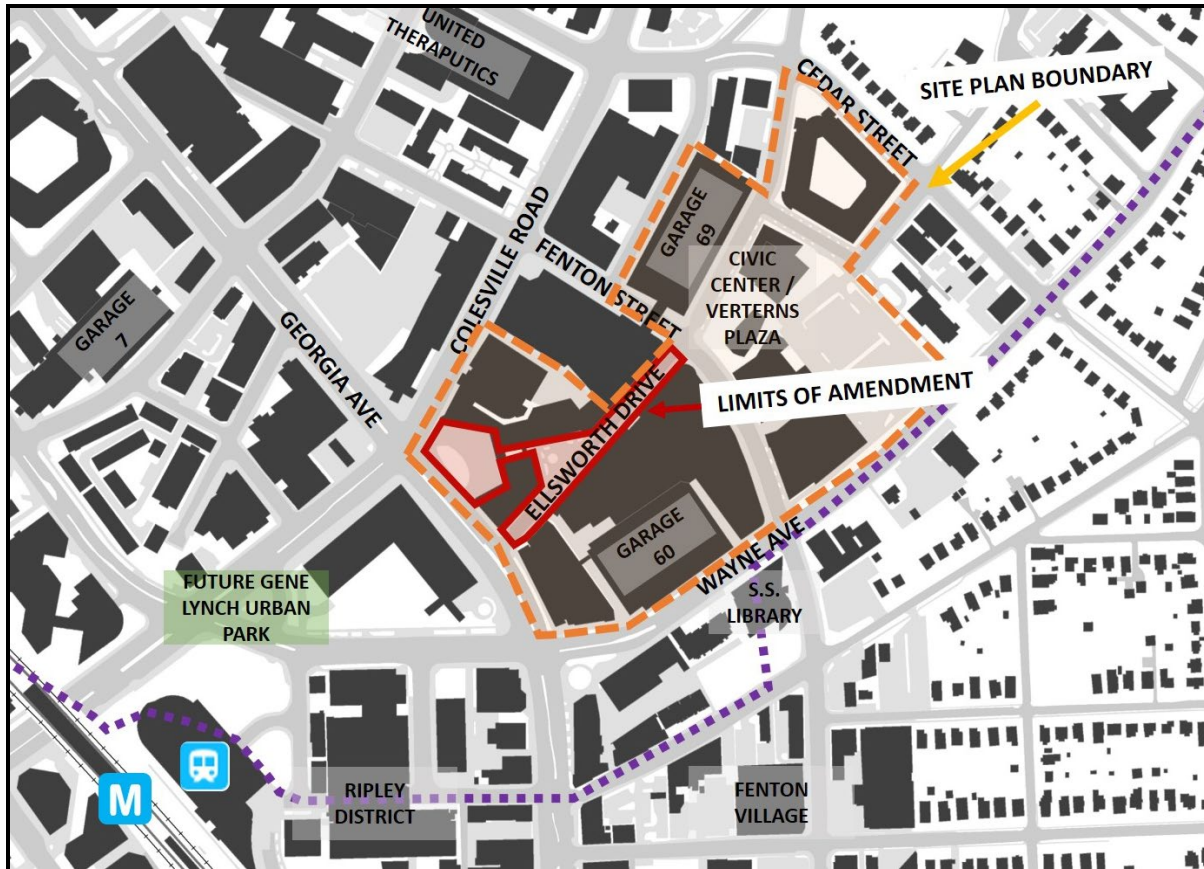 UNITED
THERAPUTICS
CEDAR STREET
SITE PLAN BOUNDARY
COLESVILLE ROAD
GARAGE
69
FENTON STREET
CIVIC
CENTER /
VERTERNS
PLAZA
GARAGE
7
GEORGIA AVE
LIMITS OF AMENDMENT
ELLSWORTH DRIVE
GARAGE
60
WAYNE AVE
S.S.
LIBRARY
FUTURE GENE
LYNCH URBAN
PARK
M
RIPLEY
DISTRICT
FENTON
VILLAGE